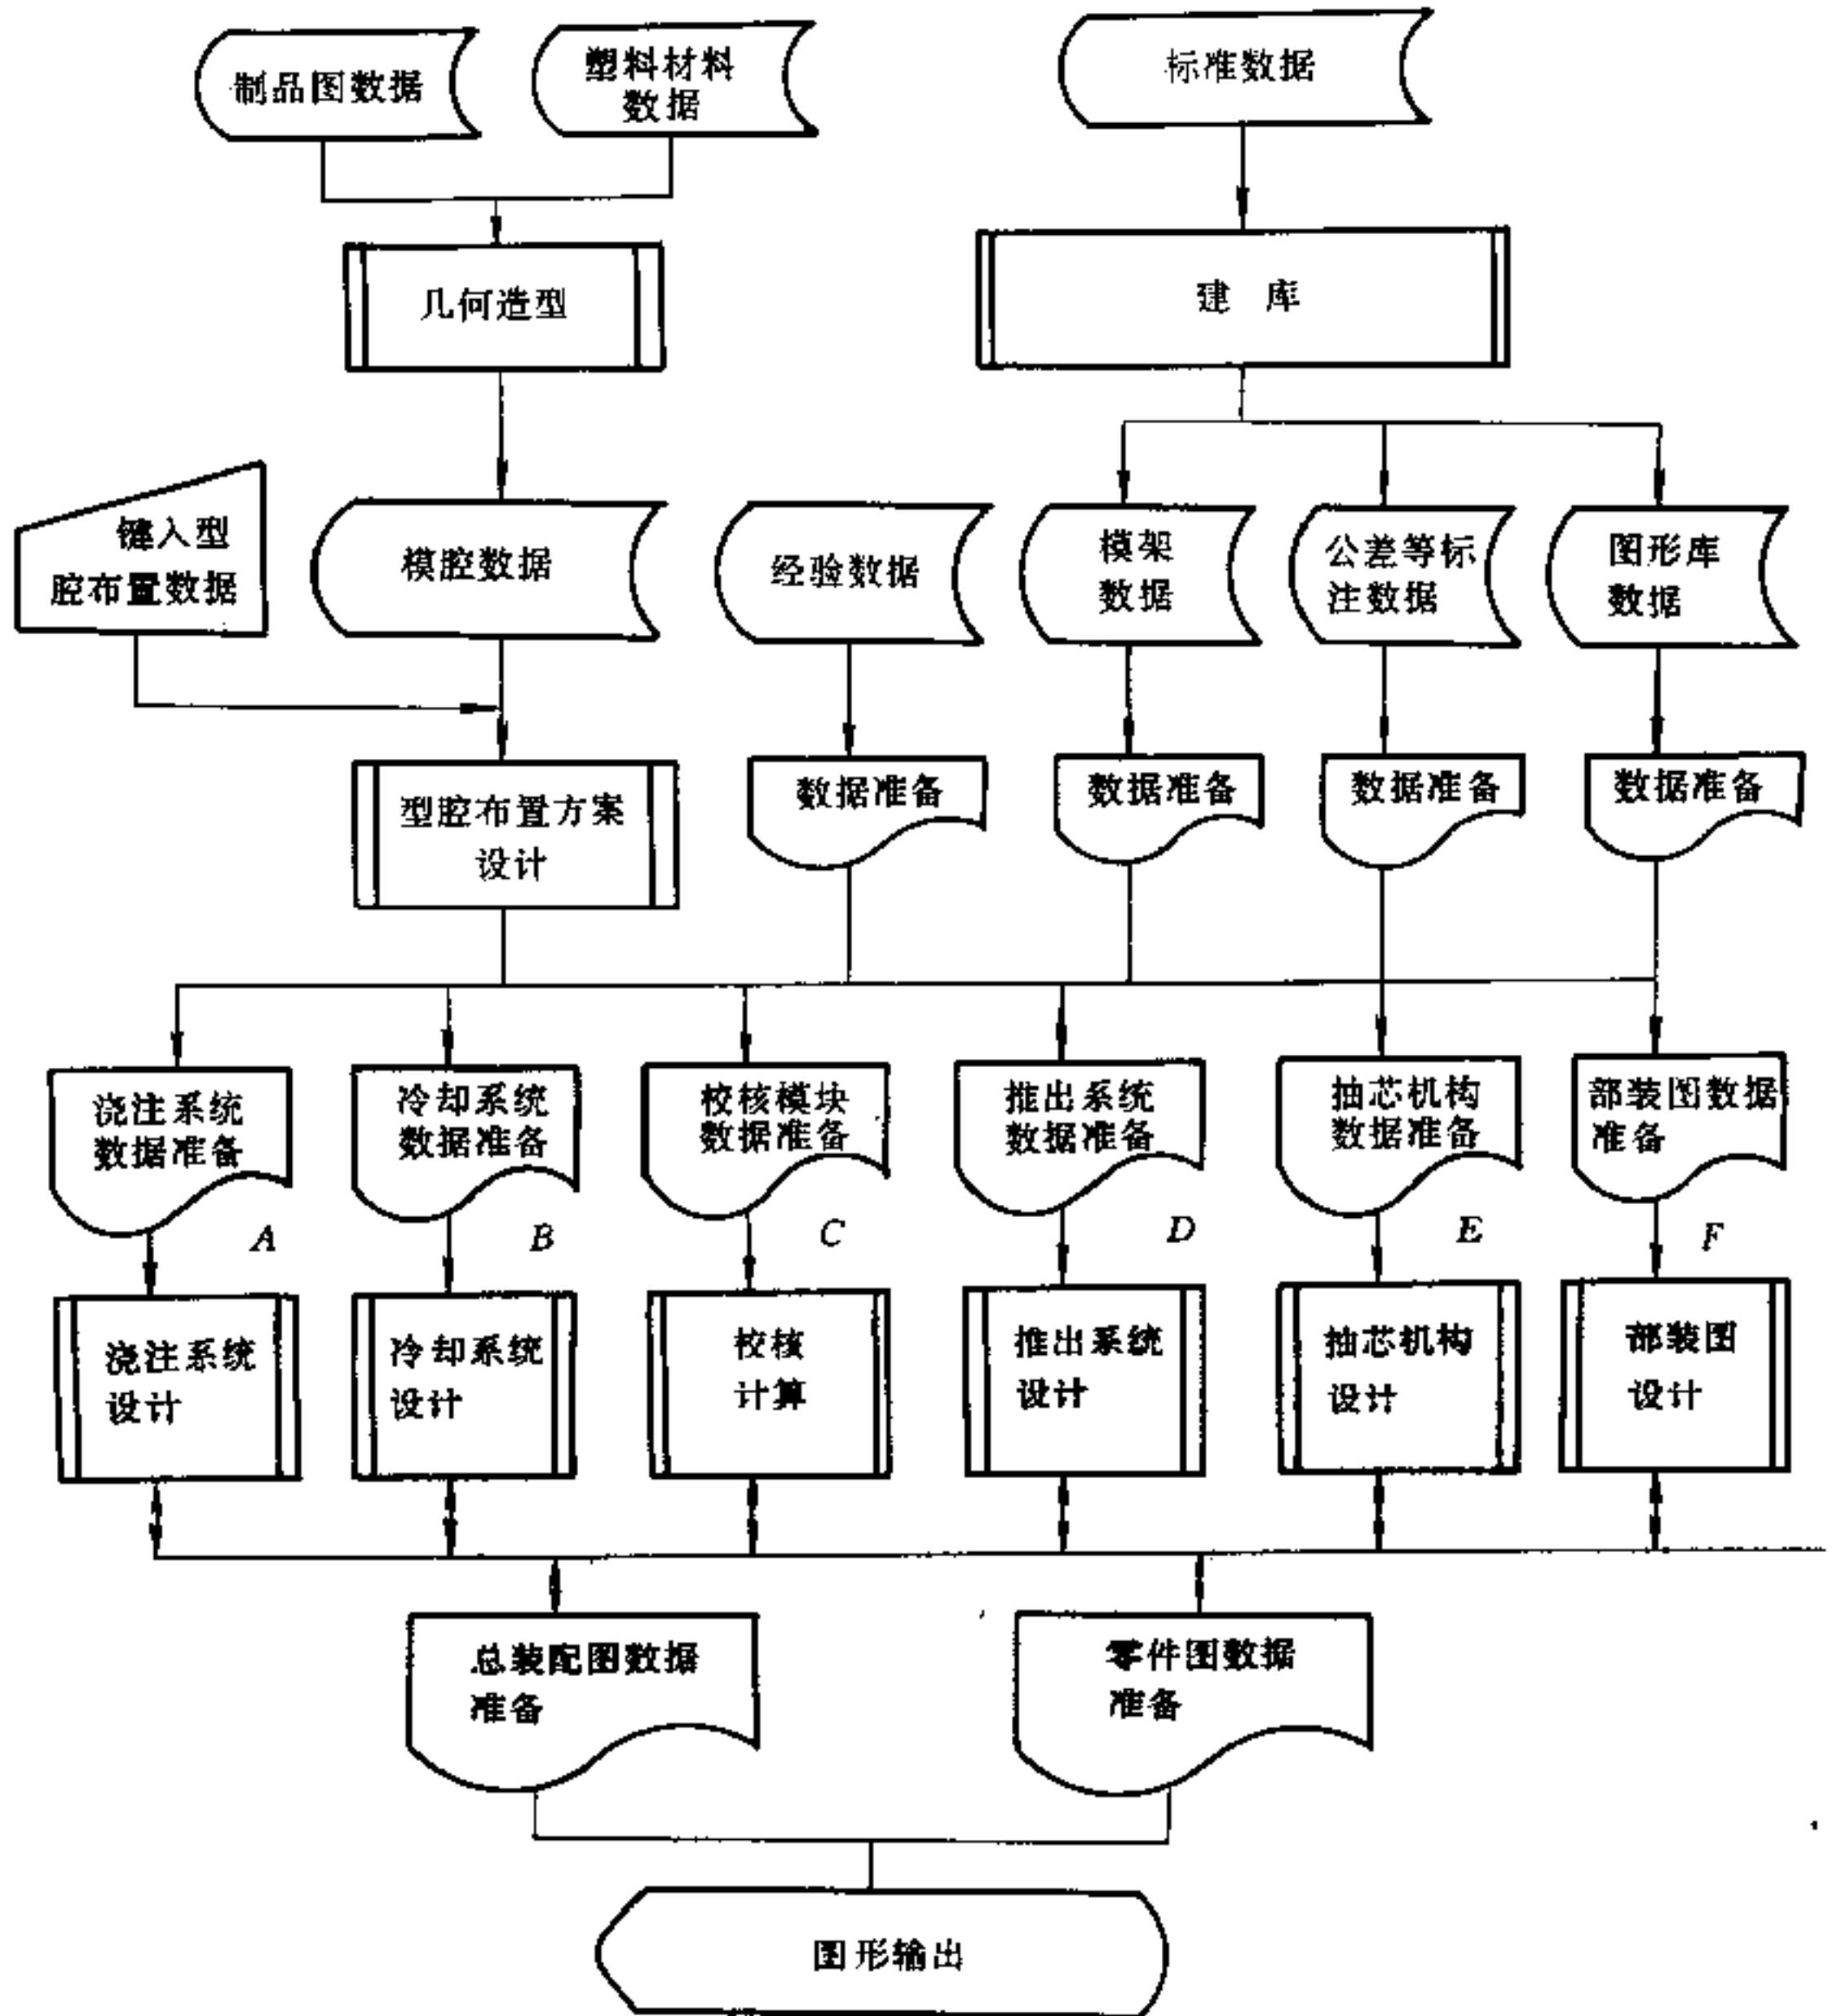 制品图数据
塑料材料
数据
标准数据
几何造型
建 库
键入型
腔布置数据
模腔数据
经验数据
模架
数据
公差等标
注数据
图形库
数据
型腔布置方案
设计
数据准备
数据准备
数据准备
数据准备
浇注系统
数据准备
冷却系统
数据准备
校核模块
数据准备
推出系统
数据准备
抽芯机构
数据准备
部装图数据
准备
A
B
C
D
E
F
浇注系统
设计
冷却系统
设计
校核
计算
推出系统
设计
抽芯机构
设计
部装图
设计
总装配图数据
准备
零件图数据
准备
图形输出